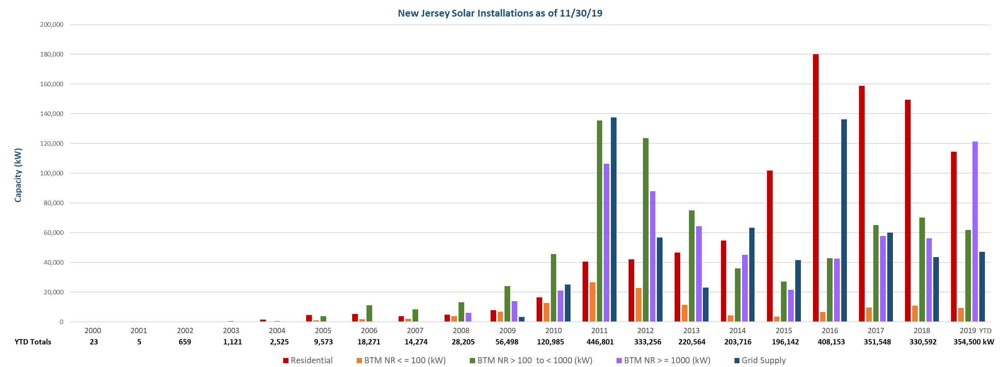 New Jersey Solar Installations as of 11/30/19
200,000
180,000
160,000
140,000
120,000
100,000
80,000
60,000
40,000
20,000
0
Capacity (kW)
2000 2001 2002 2003 2004 2005 2006 2007 2008 2009 2010 2011 2012 2013 2014 2015 2016 2017 2018 2019 YTD
YTD Totals 23 5 659 1,121 2,525 9,573 18,271 14,274 28,205 56,498 120,985 446,801 333,256 220,564 203,716 196,142 408,153 351,548 330,592 354,500 kW
Residential BTM NR < = 100 (kW) BTM NR > 100 to < 1000 (kW) BTM NR > = 1000 (kW) Grid Supply